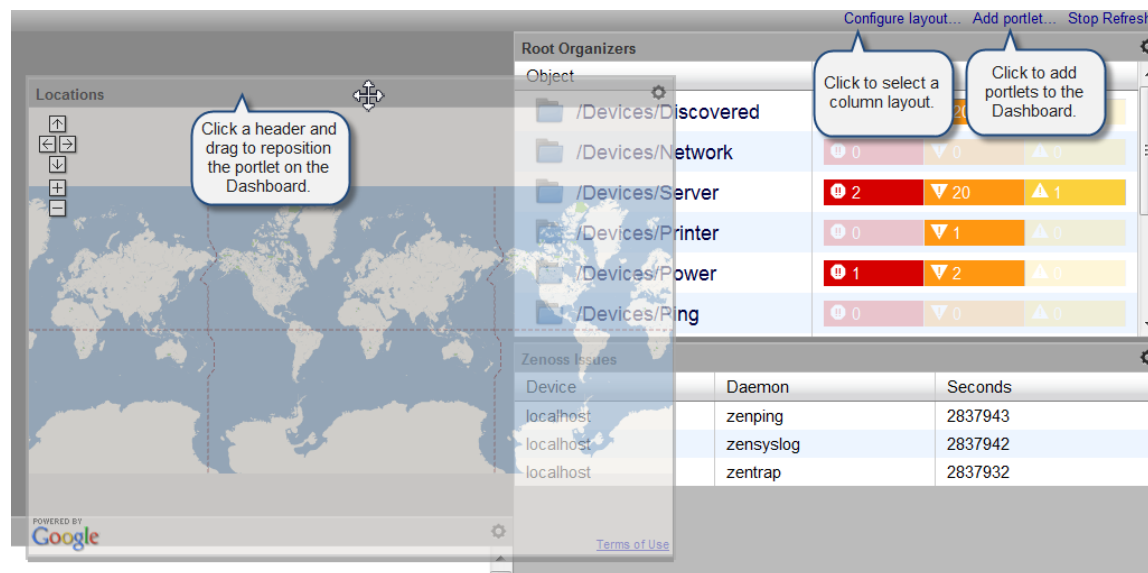 Configure layout... Add portlet... Stop Refresh
Root Organizers
Object
Click to select a
column layout.
Click to add
portlets to the
Dashboard.
Locations
Click a header and
drag to reposition
the portlet on the
Dashboard.
/Devices/Discovered
/Devices/Network 0 0 0
/Devices/Server 2 20 1
/Devices/Printer 0 1 0
/Devices/Power 1 2 0
/Devices/Ping 0 0 0
Zenoss Issues
Device Daemon Seconds
localhost zenping 2837943
localhost zensyslog 2837942
localhost zentrap 2837932
POWERED BY
Google
Terms of Use